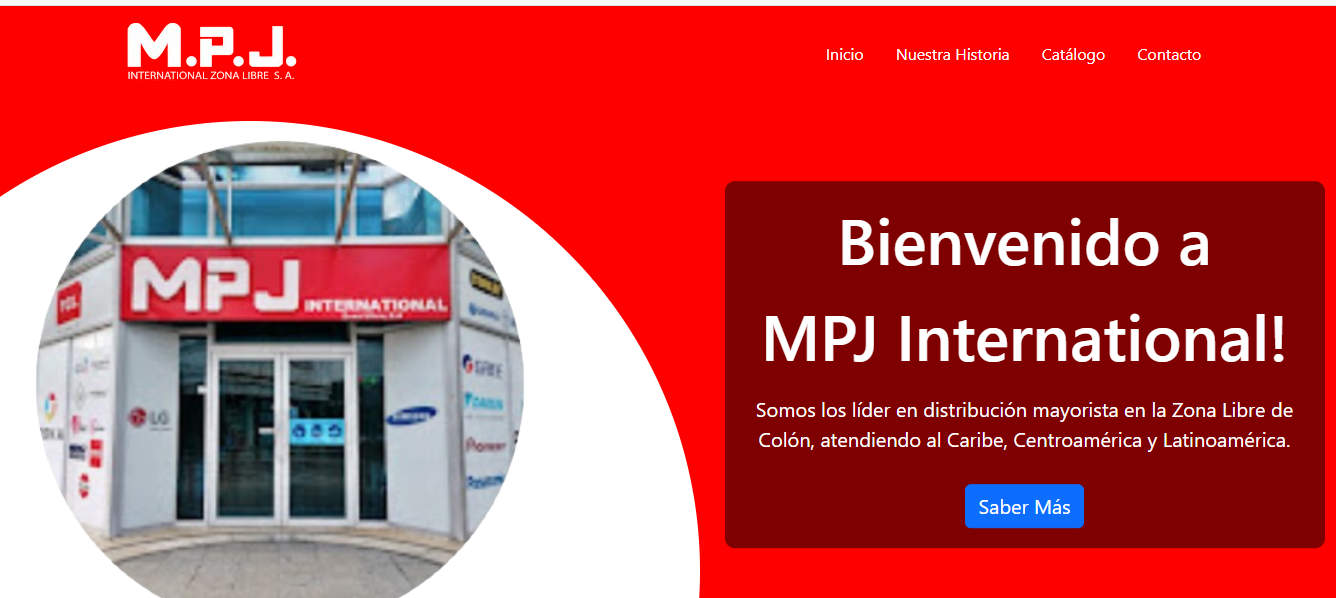 M.P.J.
INTERNATIONAL ZONA LIBRE S. A.
Inicio
Nuestra Historia
Catálogo
Contacto
MPJ INTERNATIONAL
TCL
LG
SAMSUNG
Pioneer
Bienvenido a
MPJ International!
Somos los líder en distribución mayorista en la Zona Libre de
Colón, atendiendo al Caribe, Centroamérica y Latinoamérica.
Saber Más